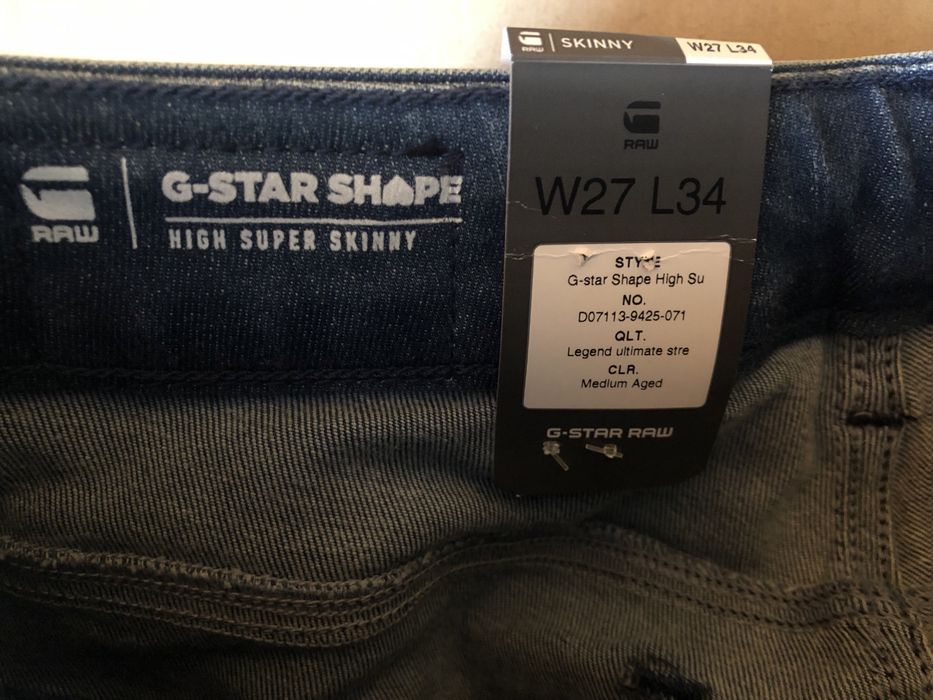 RAW
G-STAR SHAPE
HIGH SUPER SKINNY
RAW
SKINNY
W27 L34
RAW
W27 L34
STYLE
G-star Shape High Su
NO.
D07113-9425-071
QLT.
Legend ultimate stre
CLR.
Medium Aged
G-STAR RAW